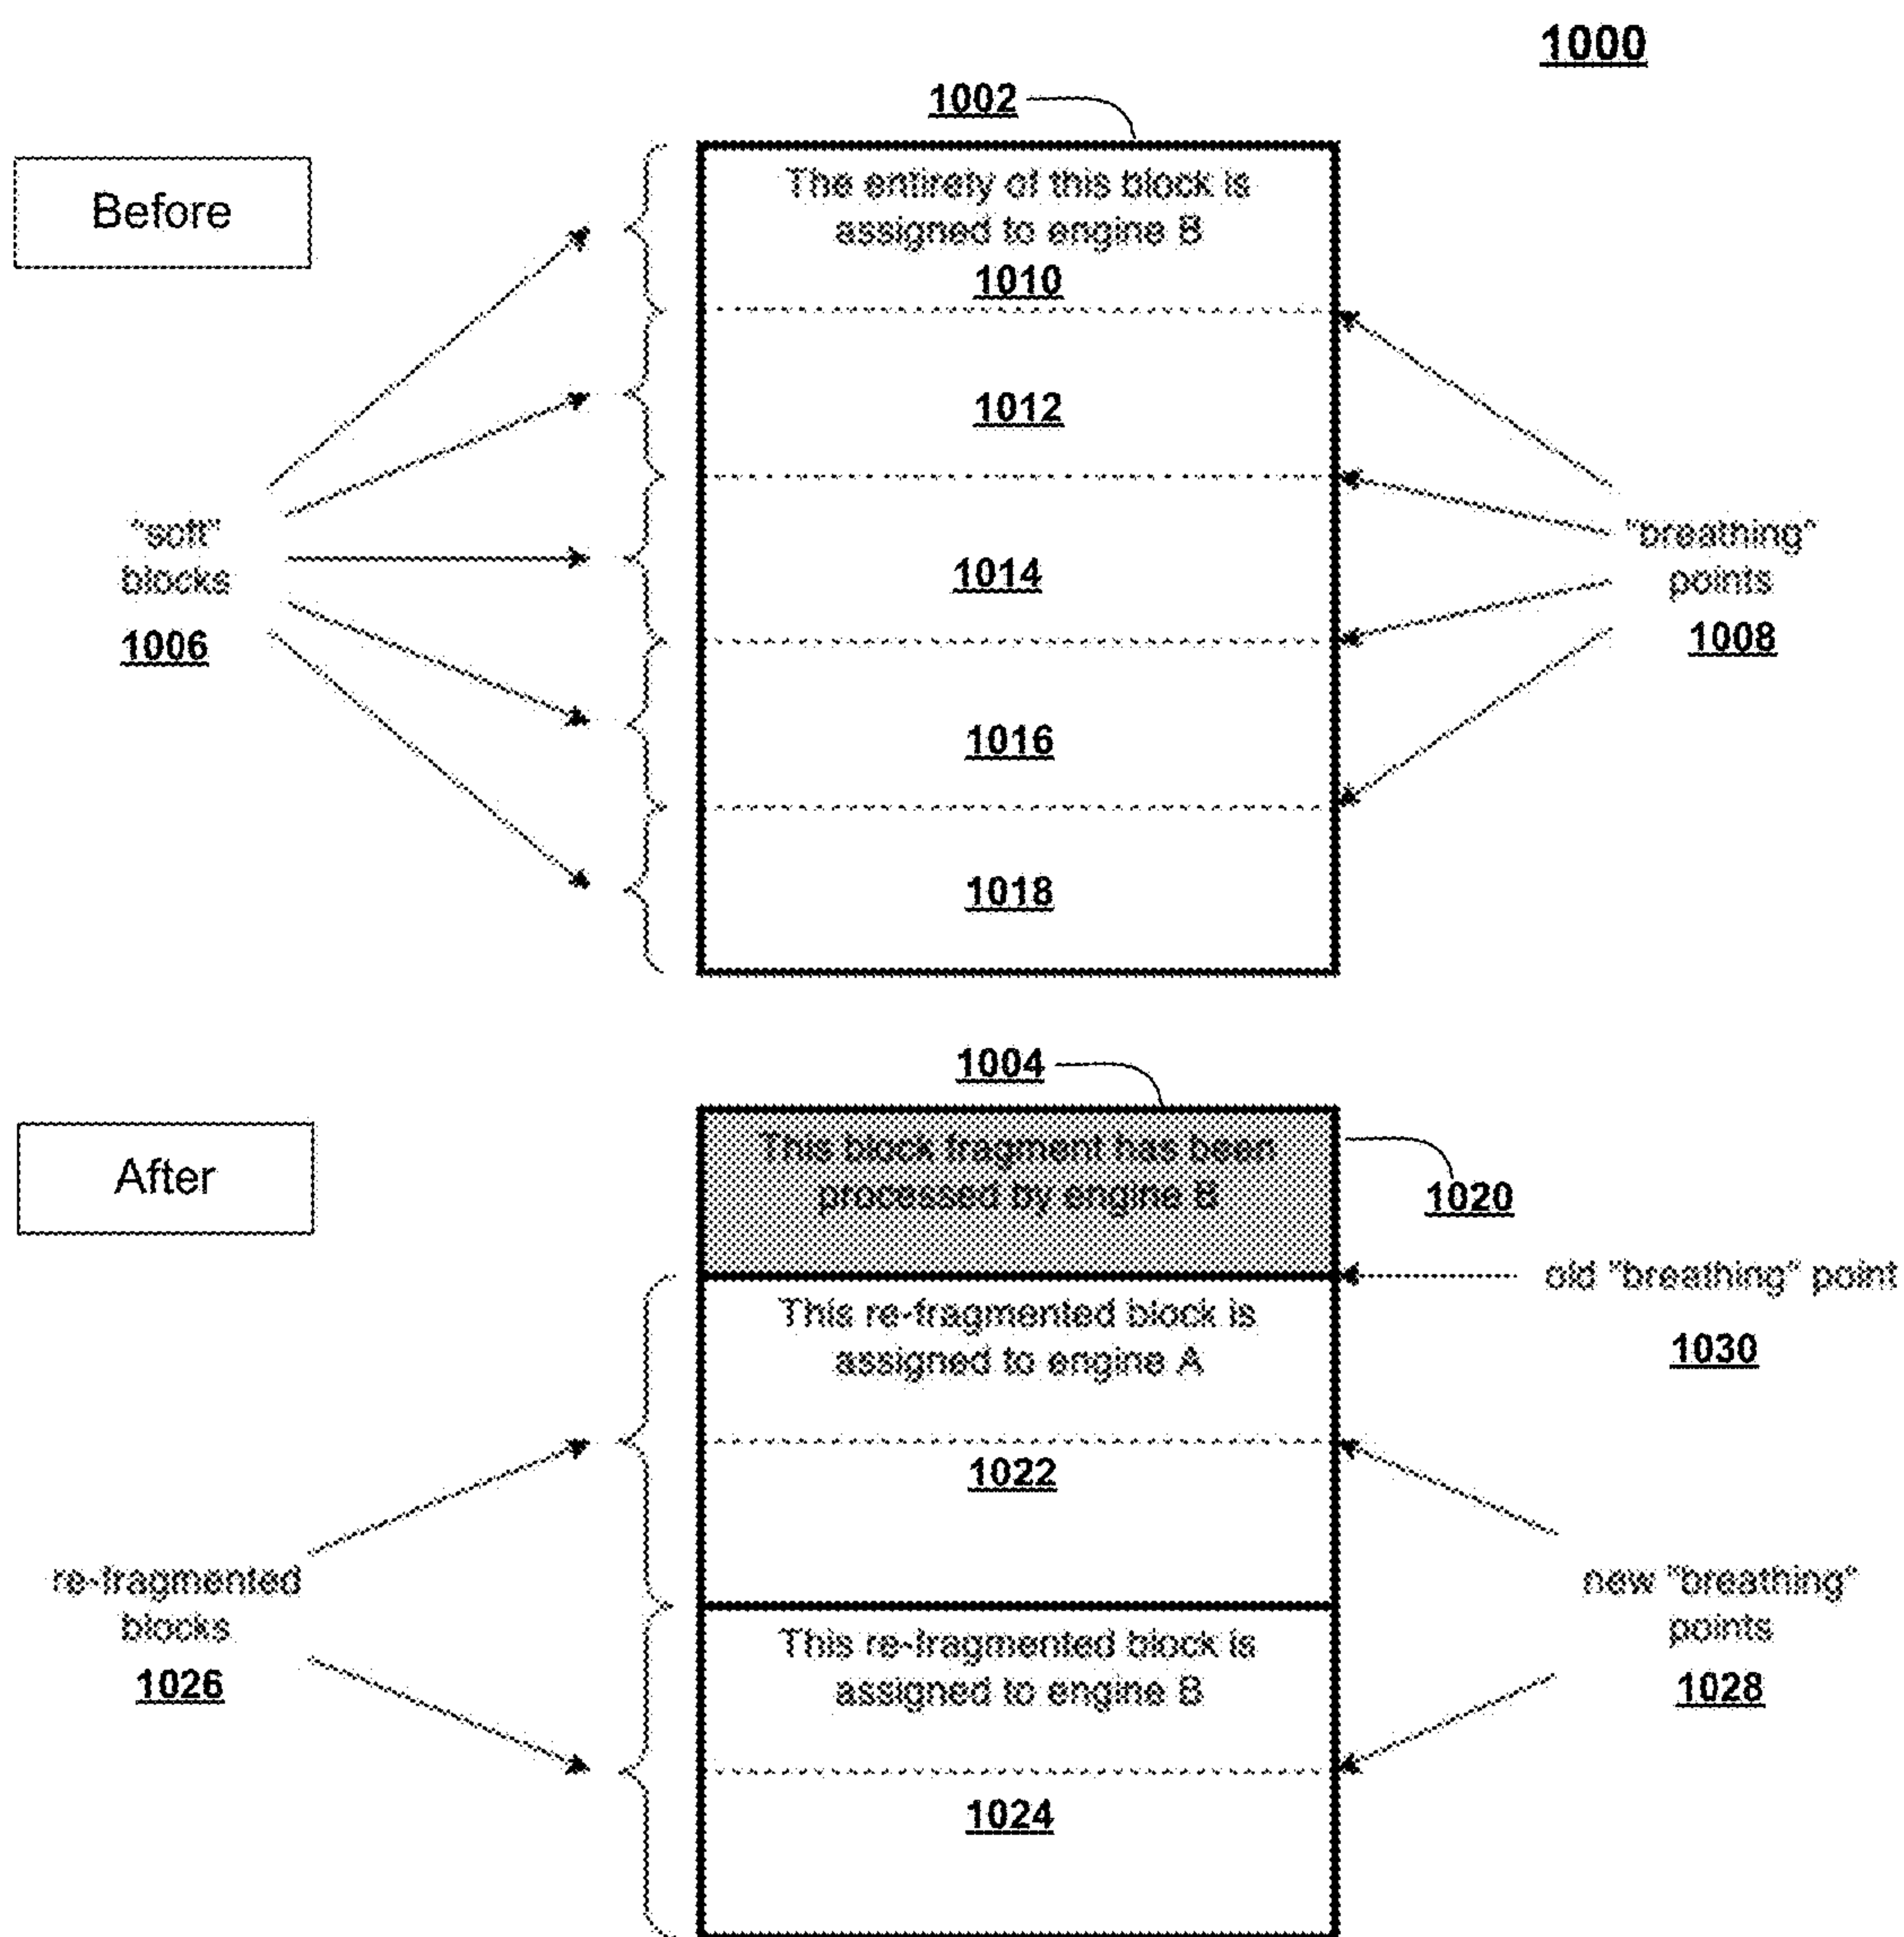 1000
1002
Before
The entirety of this block is
assigned to engine B
1010
1012
"soft"
blocks
1006
1014
"breathing"
points
1008
1016
1018
1004
After
This block fragment has been
processed by engine B
1020
old "breathing" point
1030
This re-fragmented block is
assigned to engine A
1022
re-fragmented
blocks
1026
new "breathing"
points
1028
This re-fragmented block is
assigned to engine B
1024